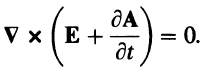 ∇ × (E + ∂A/∂t) = 0.